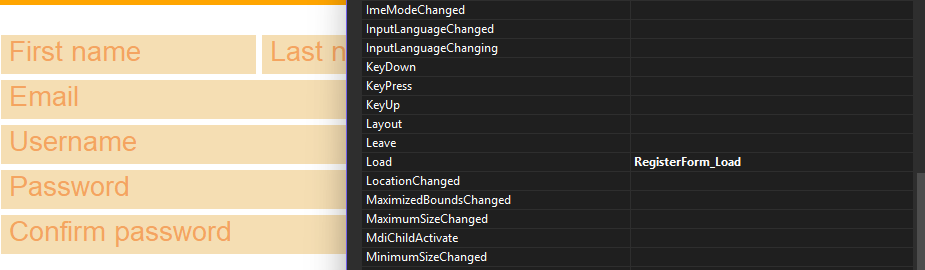 First name
Last n
Email
Username
Password
Confirm password
ImeModeChanged
InputLanguageChanged
InputLanguageChanging
KeyDown
KeyPress
KeyUp
Layout
Leave
Load RegisterForm_Load
LocationChanged
MaximizedBoundsChanged
MaximumSizeChanged
MdiChildActivate
MinimumSizeChanged